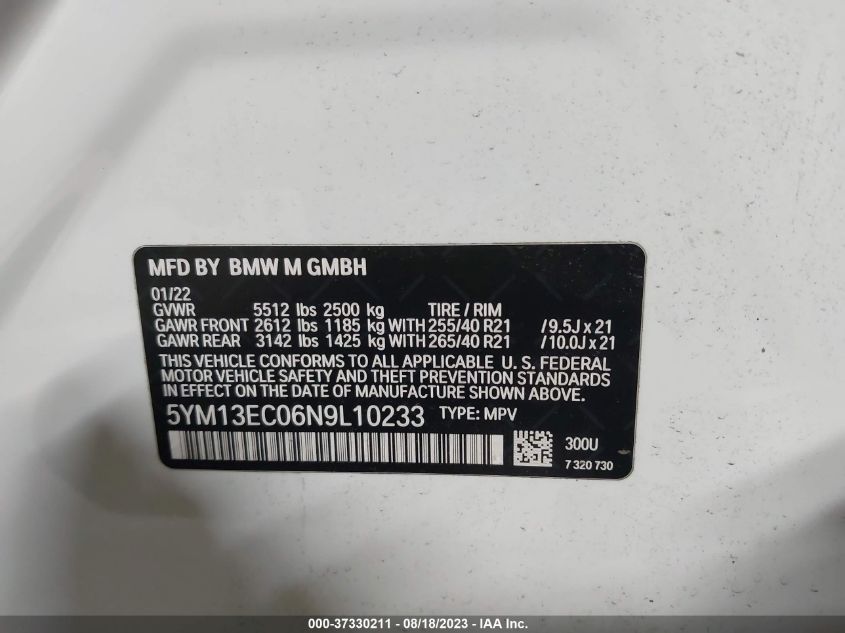 MFD BY BMW M GMBH
01/22
GVWR 5512 lbs 2500 kg TIRE / RIM
GAWR FRONT 2612 lbs 1185 kg WITH 255/40 R21 /9.5J x 21
GAWR REAR 3142 lbs 1425 kg WITH 265/40 R21 /10.0J x 21
THIS VEHICLE CONFORMS TO ALL APPLICABLE U. S. FEDERAL
MOTOR VEHICLE SAFETY AND THEFT PREVENTION STANDARDS
IN EFFECT ON THE DATE OF MANUFACTURE SHOWN ABOVE.
5YM13EC06N9L10233 TYPE: MPV
300U
7 320 730
000-37330211 - 08/18/2023 - IAA Inc.